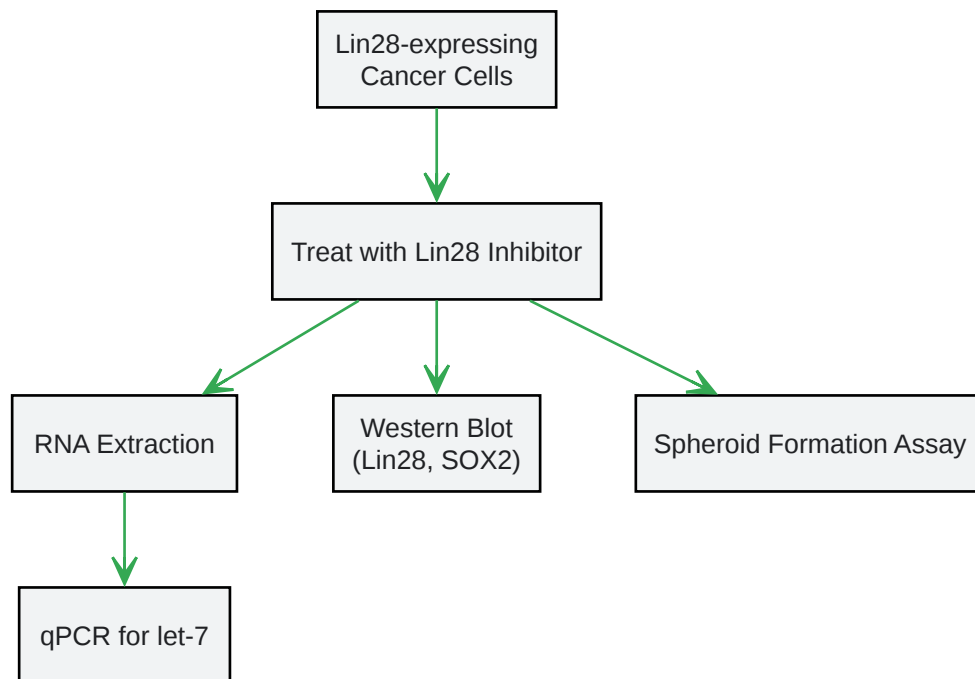 Lin28-expressing
Cancer Cells
Treat with Lin28 Inhibitor
RNA Extraction
Western Blot
(Lin28, SOX2)
Spheroid Formation Assay
qPCR for let-7